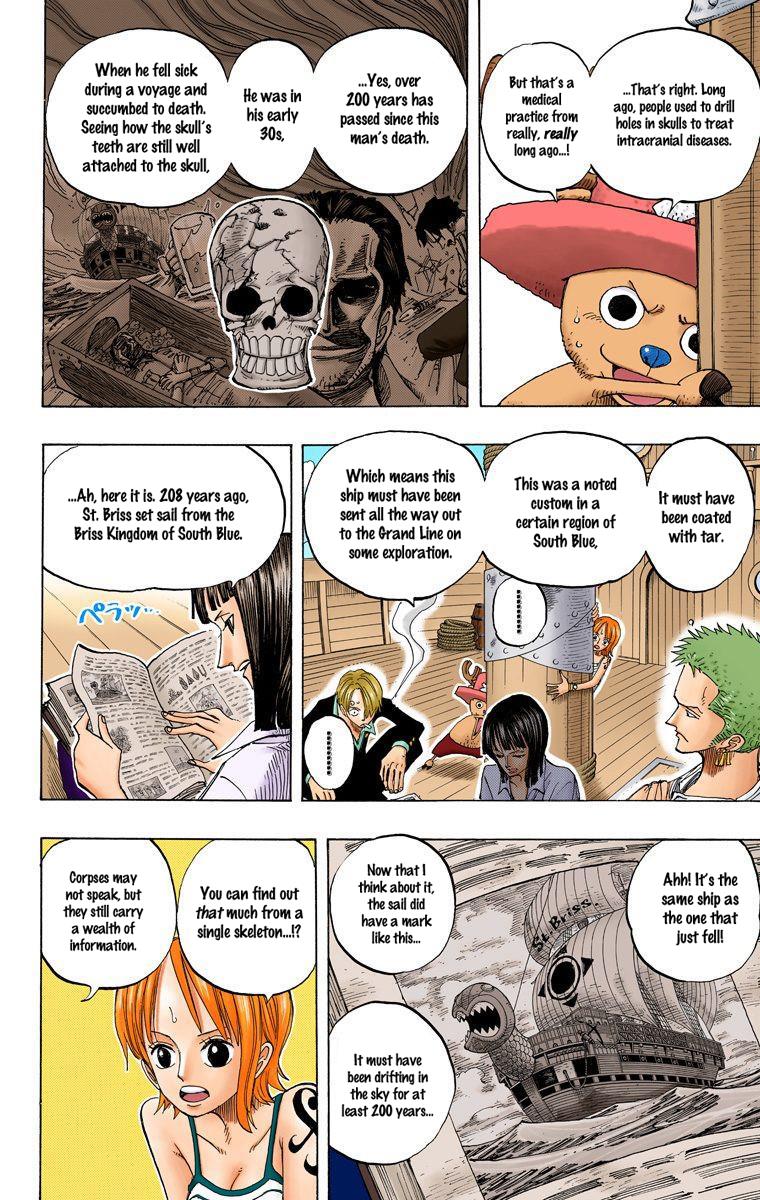 ...That's right. Long
ago, people used to drill
holes in skulls to treat
intracranial diseases.
But that's a
medical
practice from
really, really
long ago...!
...Yes, over
200 years has
passed since this
man's death.
He was in
his early
30s,
When he fell sick
during a voyage and
succumbed to death.
Seeing how the skull's
teeth are still well
attached to the skull,
It must have
been coated
with tar.
This was a noted
custom in a
certain region of
South Blue,
Which means this
ship must have been
sent all the way out
to the Grand Line on
some exploration.
...Ah, here it is. 208 years ago,
St. Briss set sail from the
Briss Kingdom of South Blue.
ペラッ...
Ahh! It's the
same ship as
the one that
just fell!
Now that I
think about it,
the sail did
have a mark
like this...
St. Briss.
It must have
been drifting in
the sky for at
least 200 years...
You can find out
that much from a
single skeleton...!?
Corpses may
not speak, but
they still carry
a wealth of
information.